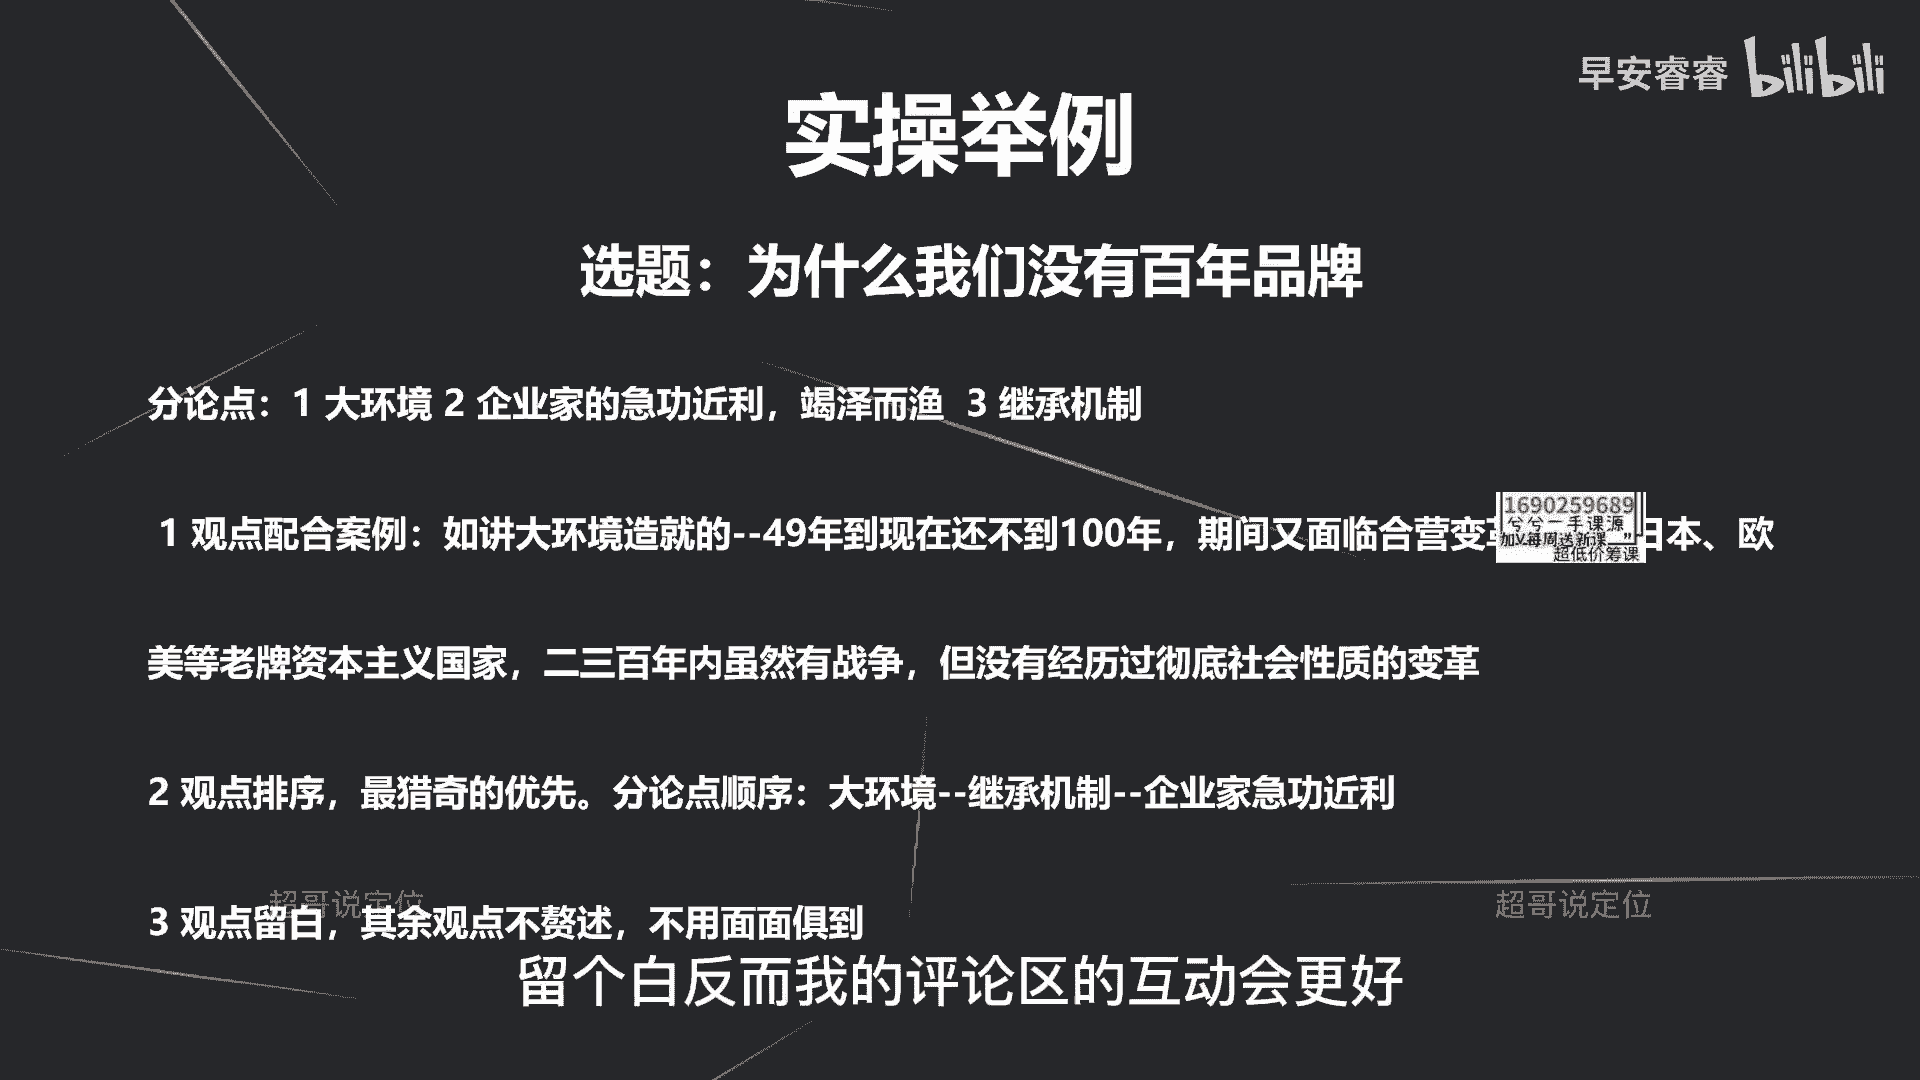 早安睿睿 bilibili
实操举例
选题：为什么我们没有百年品牌
分论点：1 大环境 2 企业家的急功近利，竭泽而渔 3 继承机制
1 观点配合案例：如讲大环境造就的--49年到现在还不到100年，期间又面临合营变革 日本、欧
1690259689
兮兮一手课源
加V每周送新课
超低价筹课
美等老牌资本主义国家，二三百年内虽然有战争，但没有经历过彻底社会性质的变革
2 观点排序，最猎奇的优先。分论点顺序：大环境--继承机制--企业家急功近利
超哥说定位
超哥说定位
3 观点留白，其余观点不赘述，不用面面俱到
留个白反而我的评论区的互动会更好